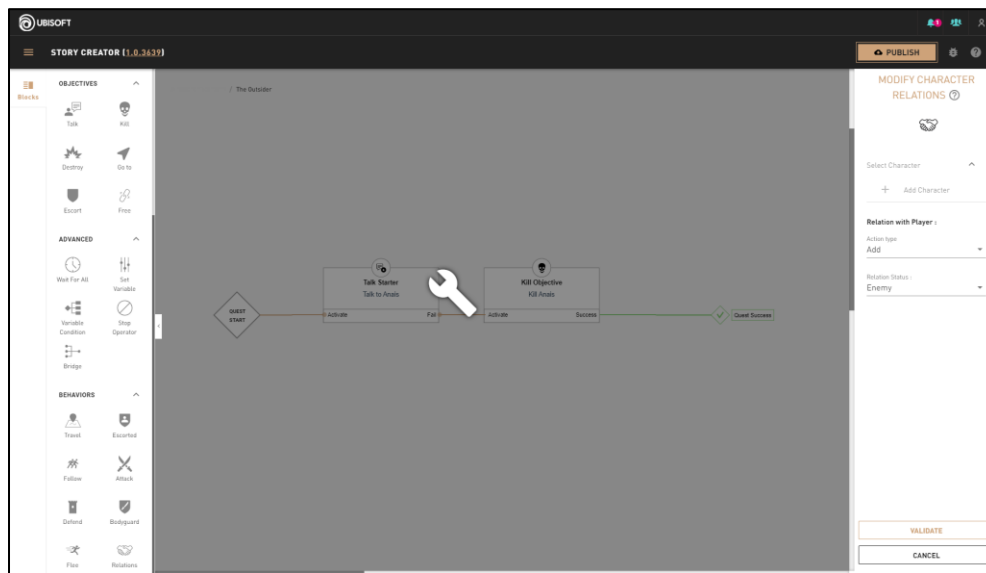 UBISOFT
1
STORY CREATOR (1.0.3639)
PUBLISH
Blocks
OBJECTIVES
Talk
Kill
Destroy
Go to
Escort
Free
ADVANCED
Wait For All
Set
Variable
Variable
Condition
Stop
Operator
Bridge
BEHAVIORS
Travel
Escorted
Follow
Attack
Defend
Bodyguard
Flee
Relations
/ The Outsider
QUEST
START
Talk Starter
Talk to Anais
Activate
Fail
Kill Objective
Kill Anais
Activate
Success
Quest Success
MODIFY CHARACTER
RELATIONS ?
Select Character
+ Add Character
Relation with Player :
Action type
Add
Relation Status :
Enemy
VALIDATE
CANCEL